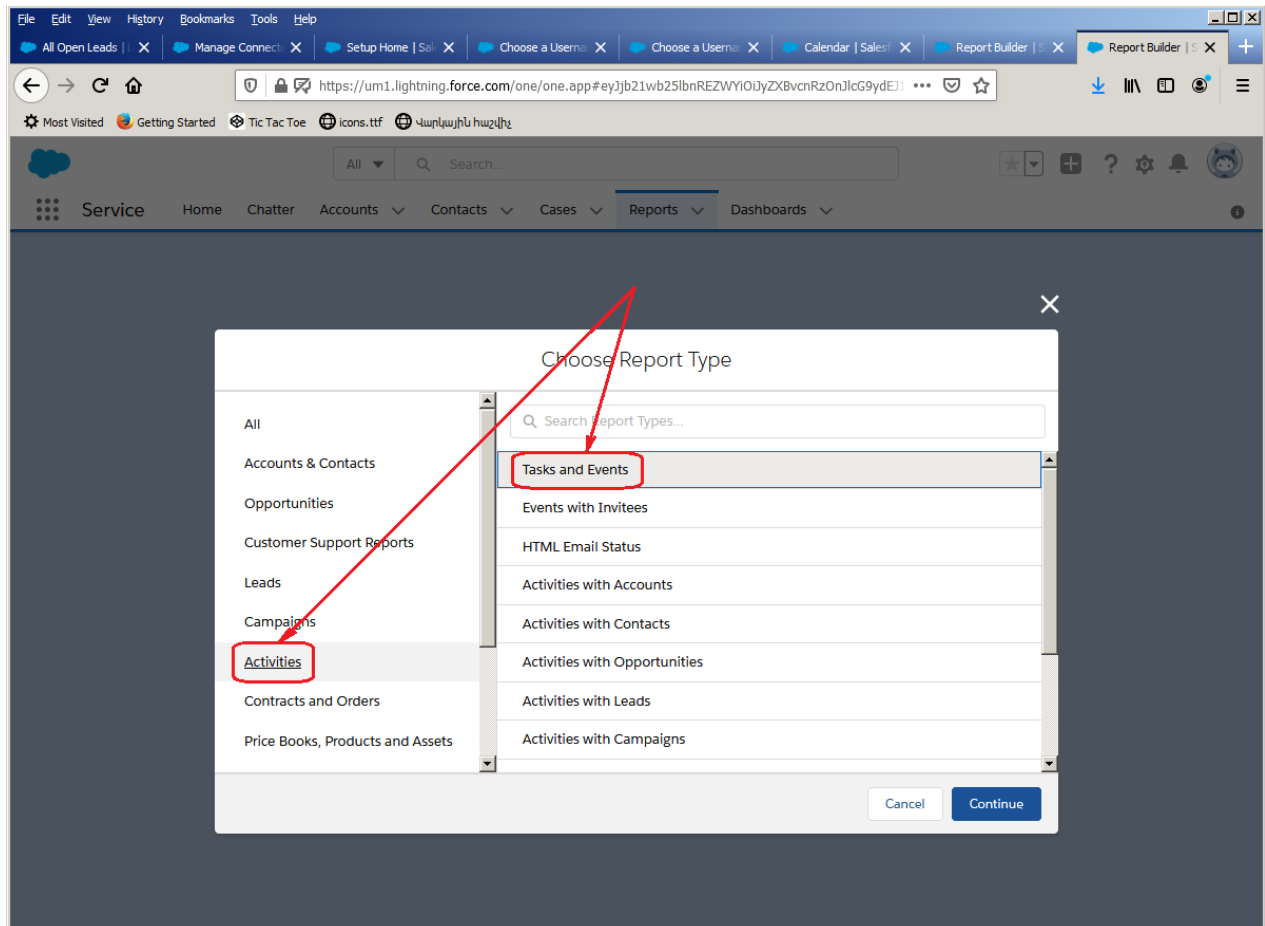 File Edit View History Bookmarks Tools Help
All Open Leads | L Manage Connecti Setup Home | Sal Choose a Userna Choose a Userna Calendar | Salesf Report Builder | S Report Builder | S
https://um1.lightning.force.com/one/one.app#eyJjb21wb25lbnREZWYiOiJyZXBvcnRzOnJlcG9ydEJ1
Most Visited Getting Started Tic Tac Toe icons.ttf Վարկային հաշվիչ
All Search...
Service Home Chatter Accounts Contacts Cases Reports Dashboards
Choose Report Type
All
Accounts & Contacts
Opportunities
Customer Support Reports
Leads
Campaigns
Activities
Contracts and Orders
Price Books, Products and Assets
Search Report Types...
Tasks and Events
Events with Invitees
HTML Email Status
Activities with Accounts
Activities with Contacts
Activities with Opportunities
Activities with Leads
Activities with Campaigns
Cancel Continue